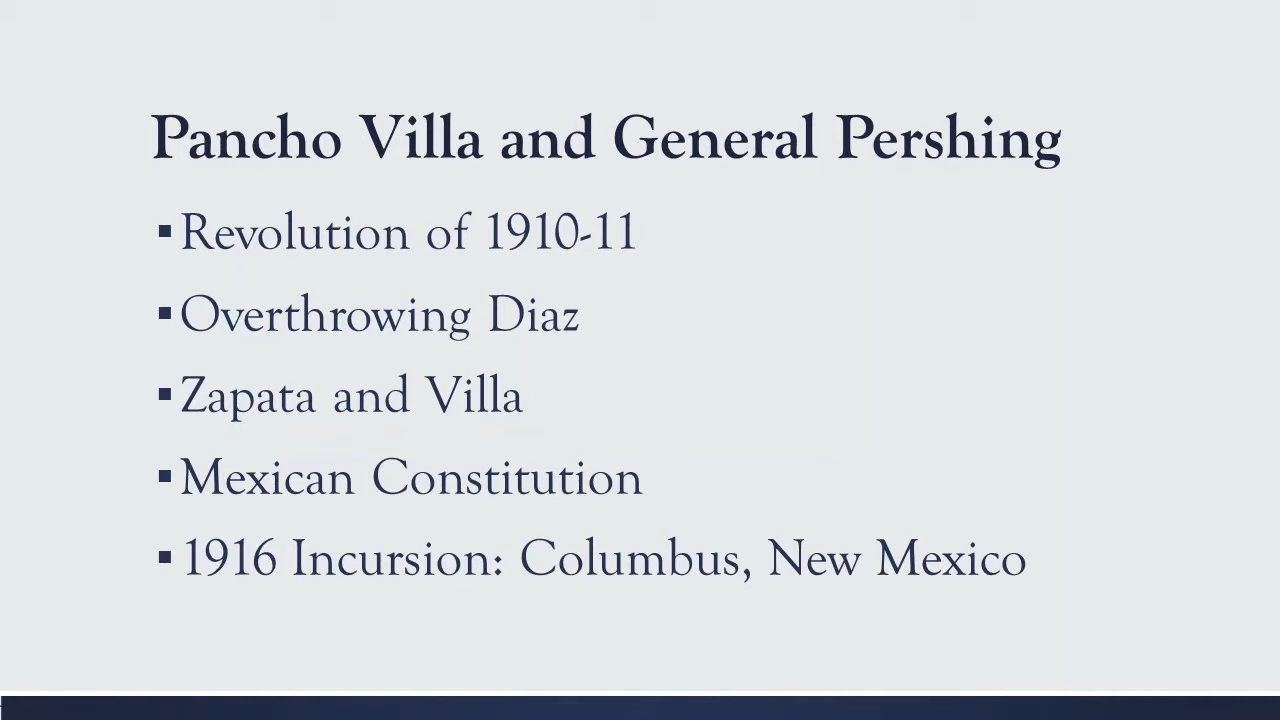 Pancho Villa and General Pershing
▪Revolution of 1910-11
▪Overthrowing Diaz
▪Zapata and Villa
▪Mexican Constitution
▪1916 Incursion: Columbus, New Mexico